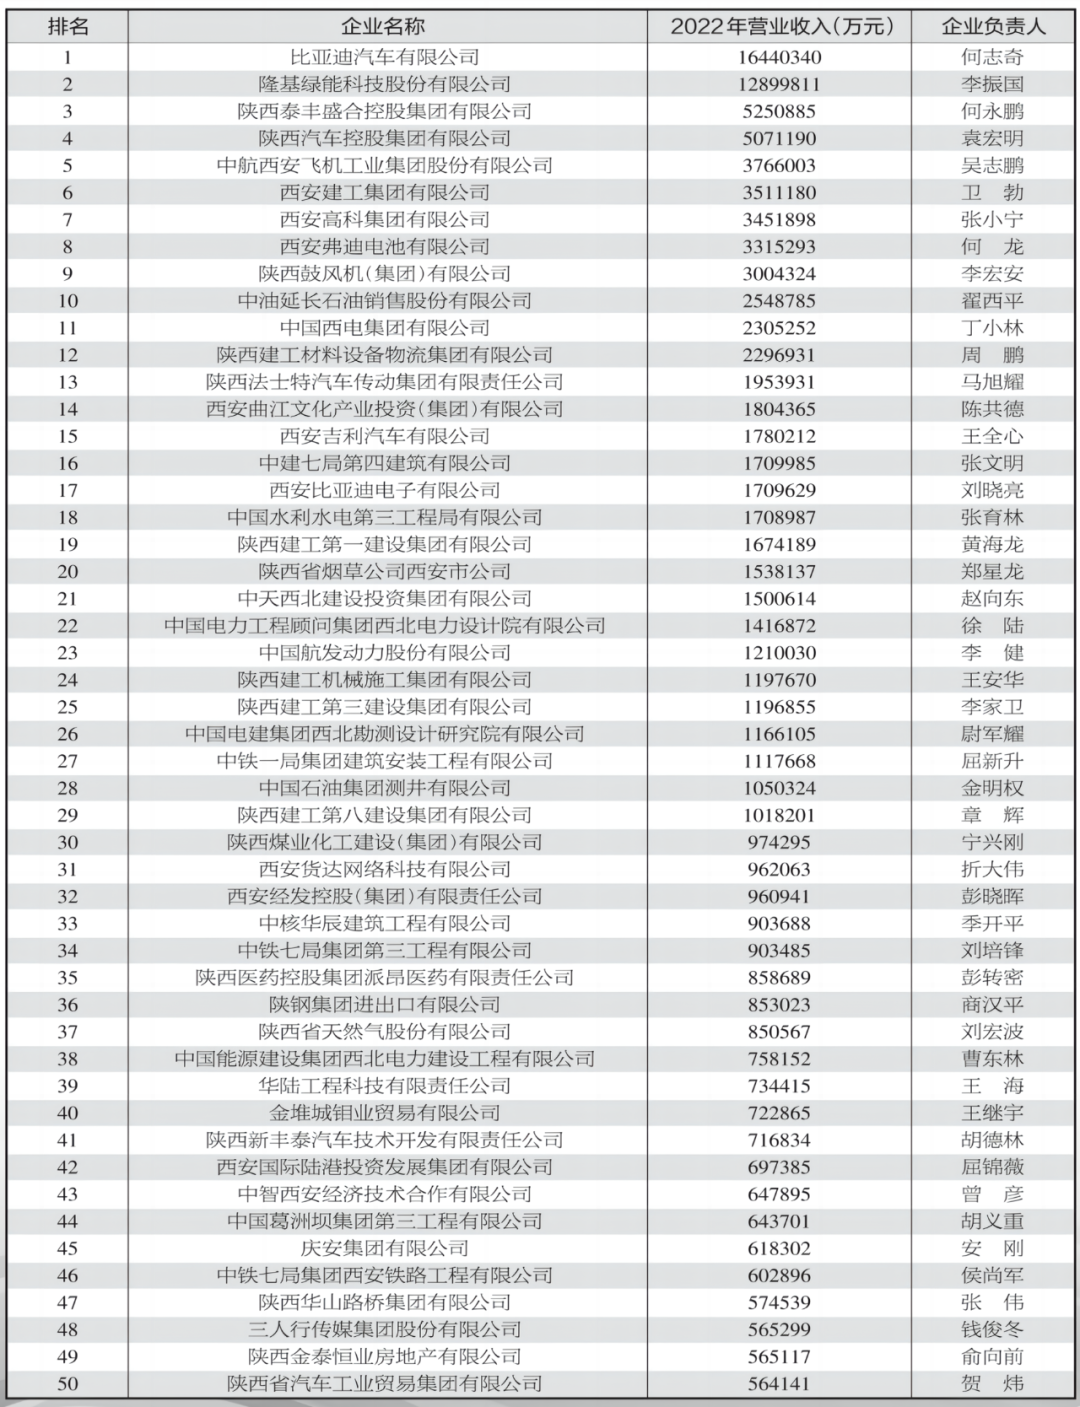 排名 企业名称 2022年营业收入(万元) 企业负责人
1 比亚迪汽车有限公司 16440340 何志奇
2 隆基绿能科技股份有限公司 12899811 李振国
3 陕西泰丰盛合控股集团有限公司 5250885 何永鹏
4 陕西汽车控股集团有限公司 5071190 袁宏明
5 中航西安飞机工业集团股份有限公司 3766003 吴志鹏
6 西安建工集团有限公司 3511180 卫 勃
7 西安高科集团有限公司 3451898 张小宁
8 西安弗迪电池有限公司 3315293 何 龙
9 陕西鼓风机(集团)有限公司 3004324 李宏安
10 中油延长石油销售股份有限公司 2548785 翟西平
11 中国西电集团有限公司 2305252 丁小林
12 陕西建工材料设备物流集团有限公司 2296931 周 鹏
13 陕西法士特汽车传动集团有限责任公司 1953931 马旭耀
14 西安曲江文化产业投资(集团)有限公司 1804365 陈共德
15 西安吉利汽车有限公司 1780212 王全心
16 中建七局第四建筑有限公司 1709985 张文明
17 西安比亚迪电子有限公司 1709629 刘晓亮
18 中国水利水电第三工程局有限公司 1708987 张育林
19 陕西建工第一建设集团有限公司 1674189 黄海龙
20 陕西省烟草公司西安市公司 1538137 郑星龙
21 中天西北建设投资集团有限公司 1500614 赵向东
22 中国电力工程顾问集团西北电力设计院有限公司 1416872 徐 陆
23 中国航发动力股份有限公司 1210030 李 健
24 陕西建工机械施工集团有限公司 1197670 王安华
25 陕西建工第三建设集团有限公司 1196855 李家卫
26 中国电建集团西北勘测设计研究院有限公司 1166105 尉军耀
27 中铁一局集团建筑安装工程有限公司 1117668 屈新升
28 中国石油集团测井有限公司 1050324 金明权
29 陕西建工第八建设集团有限公司 1018201 章 辉
30 陕西煤业化工建设(集团)有限公司 974295 宁兴刚
31 西安货达网络科技有限公司 962063 折大伟
32 西安经发控股(集团)有限责任公司 960941 彭晓晖
33 中核华辰建筑工程有限公司 903688 季开平
34 中铁七局集团第三工程有限公司 903485 刘培锋
35 陕西医药控股集团派昂医药有限责任公司 858689 彭转密
36 陕钢集团进出口有限公司 853023 商汉平
37 陕西省天然气股份有限公司 850567 刘宏波
38 中国能源建设集团西北电力建设工程有限公司 758152 曹东林
39 华陆工程科技有限责任公司 734415 王 海
40 金堆城钼业贸易有限公司 722865 王继宇
41 陕西新丰泰汽车技术开发有限责任公司 716834 胡德林
42 西安国际陆港投资发展集团有限公司 697385 屈锦薇
43 中智西安经济技术合作有限公司 647895 曾 彦
44 中国葛洲坝集团第三工程有限公司 643701 胡义重
45 庆安集团有限公司 618302 安 刚
46 中铁七局集团西安铁路工程有限公司 602896 侯尚军
47 陕西华山路桥集团有限公司 574539 张 伟
48 三人行传媒集团股份有限公司 565299 钱俊冬
49 陕西金泰恒业房地产有限公司 565117 俞向前
50 陕西省汽车工业贸易集团有限公司 564141 贺 炜